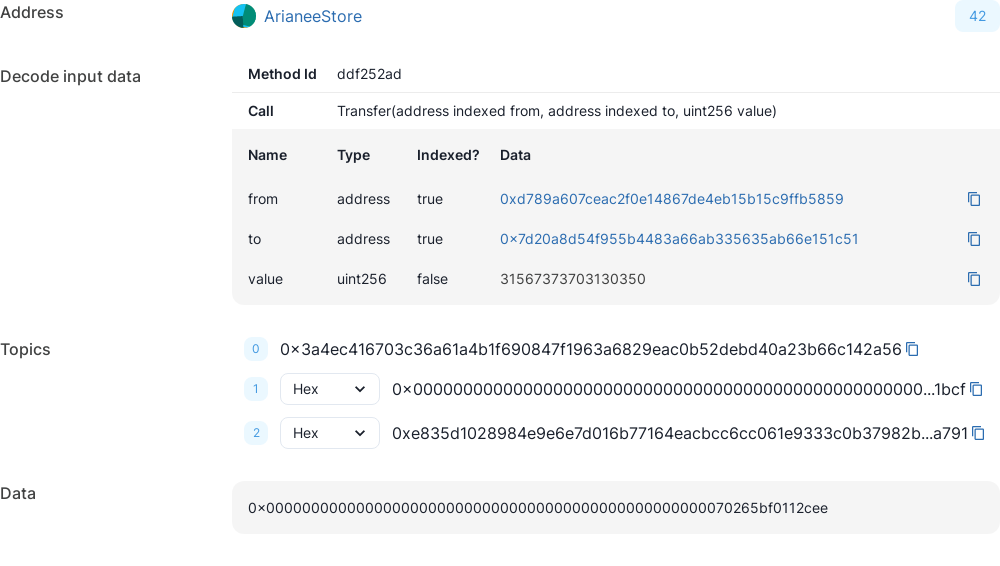 Address ArianeeStore 42
Decode input data Method Id ddf252ad
Call Transfer(address indexed from, address indexed to, uint256 value)
Name Type Indexed? Data
from address true 0xd789a607ceac2f0e14867de4eb15b15c9ffb5859
to address true 0x7d20a8d54f955b4483a66ab335635ab66e151c51
value uint256 false 31567373703130350
Topics 0 0x3a4ec416703c36a61a4b1f690847f1963a6829eac0b52debd40a23b66c142a56
1 Hex 0x000000000000000000000000000000000000000000000000000...1bcf
2 Hex 0xe835d1028984e9e6e7d016b77164eacbcc6cc061e9333c0b37982b...a791
Data 0x0000000000000000000000000000000000000000000000000070265bf0112cee